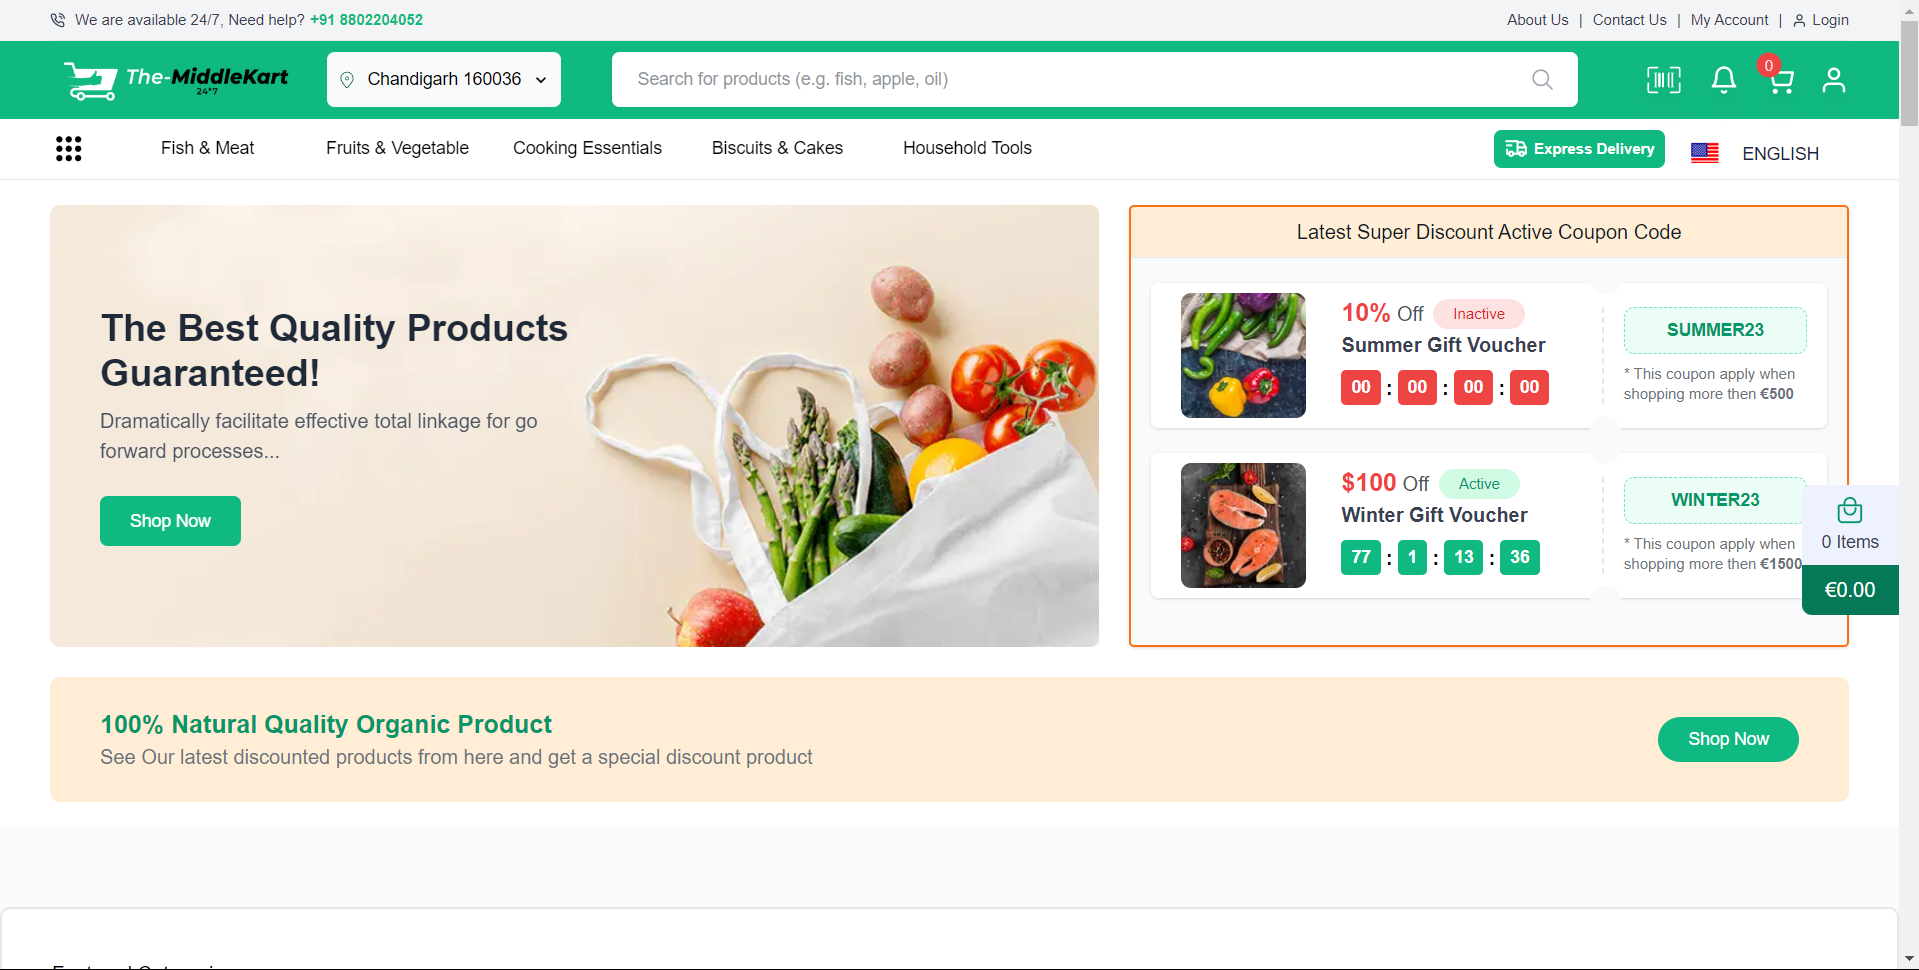 We are available 24/7, Need help? +91 8802204052
About Us | Contact Us | My Account | Login
The-MiddleKart
24*7
Chandigarh 160036
Search for products (e.g. fish, apple, oil)
0
Fish & Meat
Fruits & Vegetable
Cooking Essentials
Biscuits & Cakes
Household Tools
Express Delivery
ENGLISH
The Best Quality Products
Guaranteed!
Dramatically facilitate effective total linkage for go
forward processes...
Shop Now
Latest Super Discount Active Coupon Code
10% Off Inactive
Summer Gift Voucher
00 : 00 : 00 : 00
SUMMER23
* This coupon apply when
shopping more then €500
$100 Off Active
Winter Gift Voucher
77 : 1 : 13 : 36
WINTER23
* This coupon apply when
shopping more then €1500
0 Items
€0.00
100% Natural Quality Organic Product
See Our latest discounted products from here and get a special discount product
Shop Now